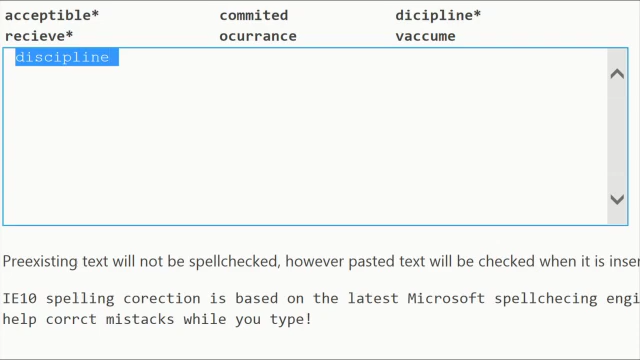 acceptible* commited dicipline*
recieve* ocurrance vaccume
discipline
Preexisting text will not be spellchecked, however pasted text will be checked when it is inser
IE10 spelling corection is based on the latest Microsoft spellchecing engi
help corrct mistacks while you type!